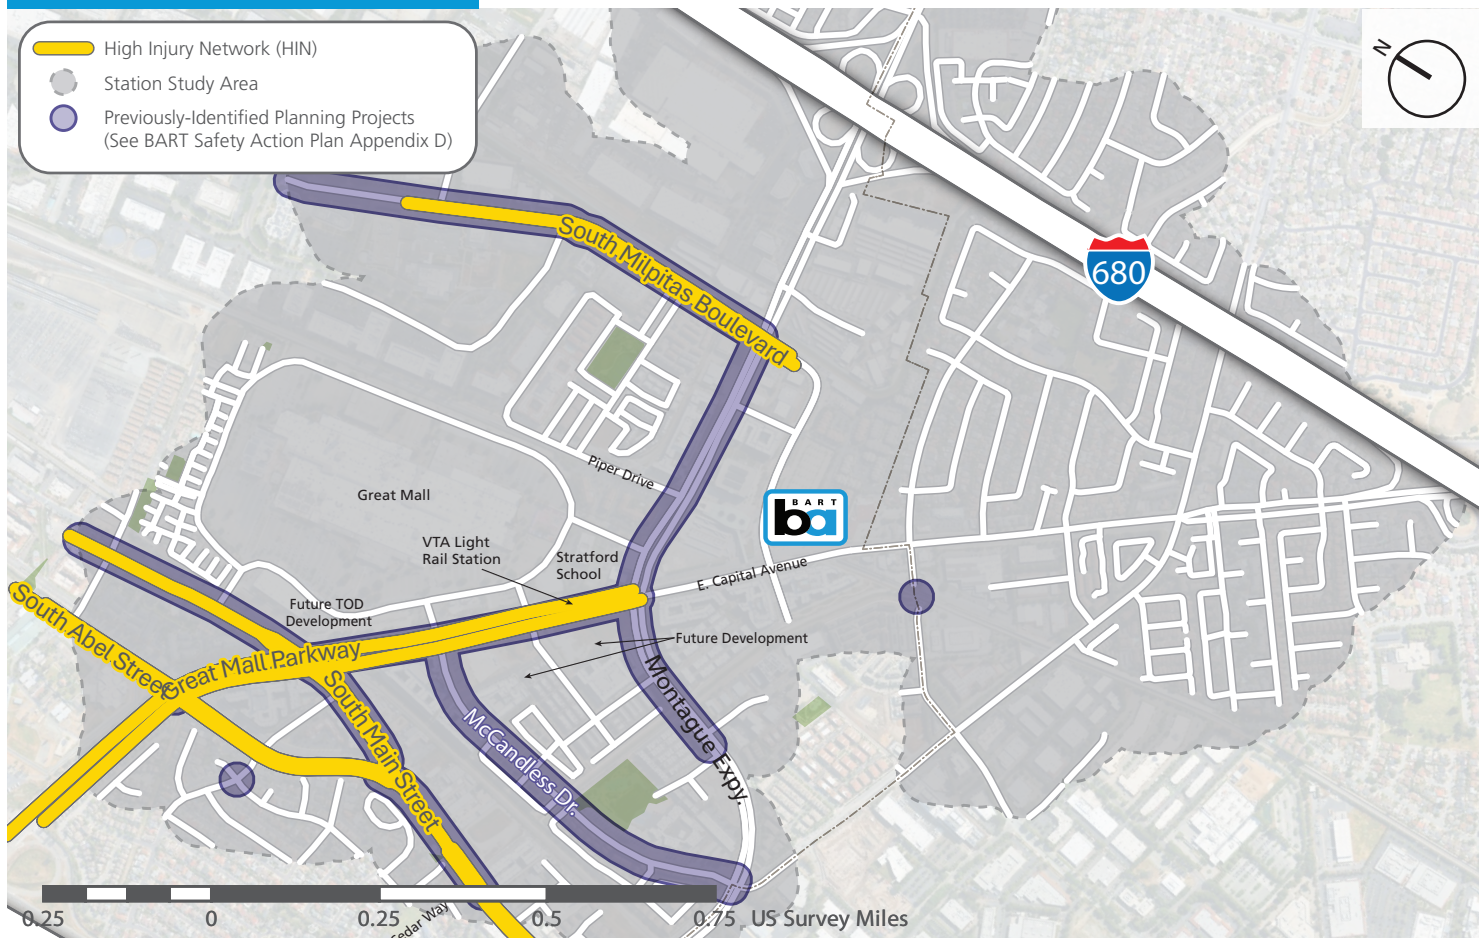 High Injury Network (HIN)
Station Study Area
Previously-Identified Planning Projects
(See BART Safety Action Plan Appendix D)
N
680
South Milpitas Boulevard
Piper Drive
Great Mall
BART
ba
VTA Light
Rail Station
Stratford
School
E. Capital Avenue
Future TOD
Development
Future Development
South Abel Street
Great Mall Parkway
South Main Street
McCandless Dr.
Montague Expy.
Cedar Way
0.25 0 0.25 0.5 0.75 US Survey Miles